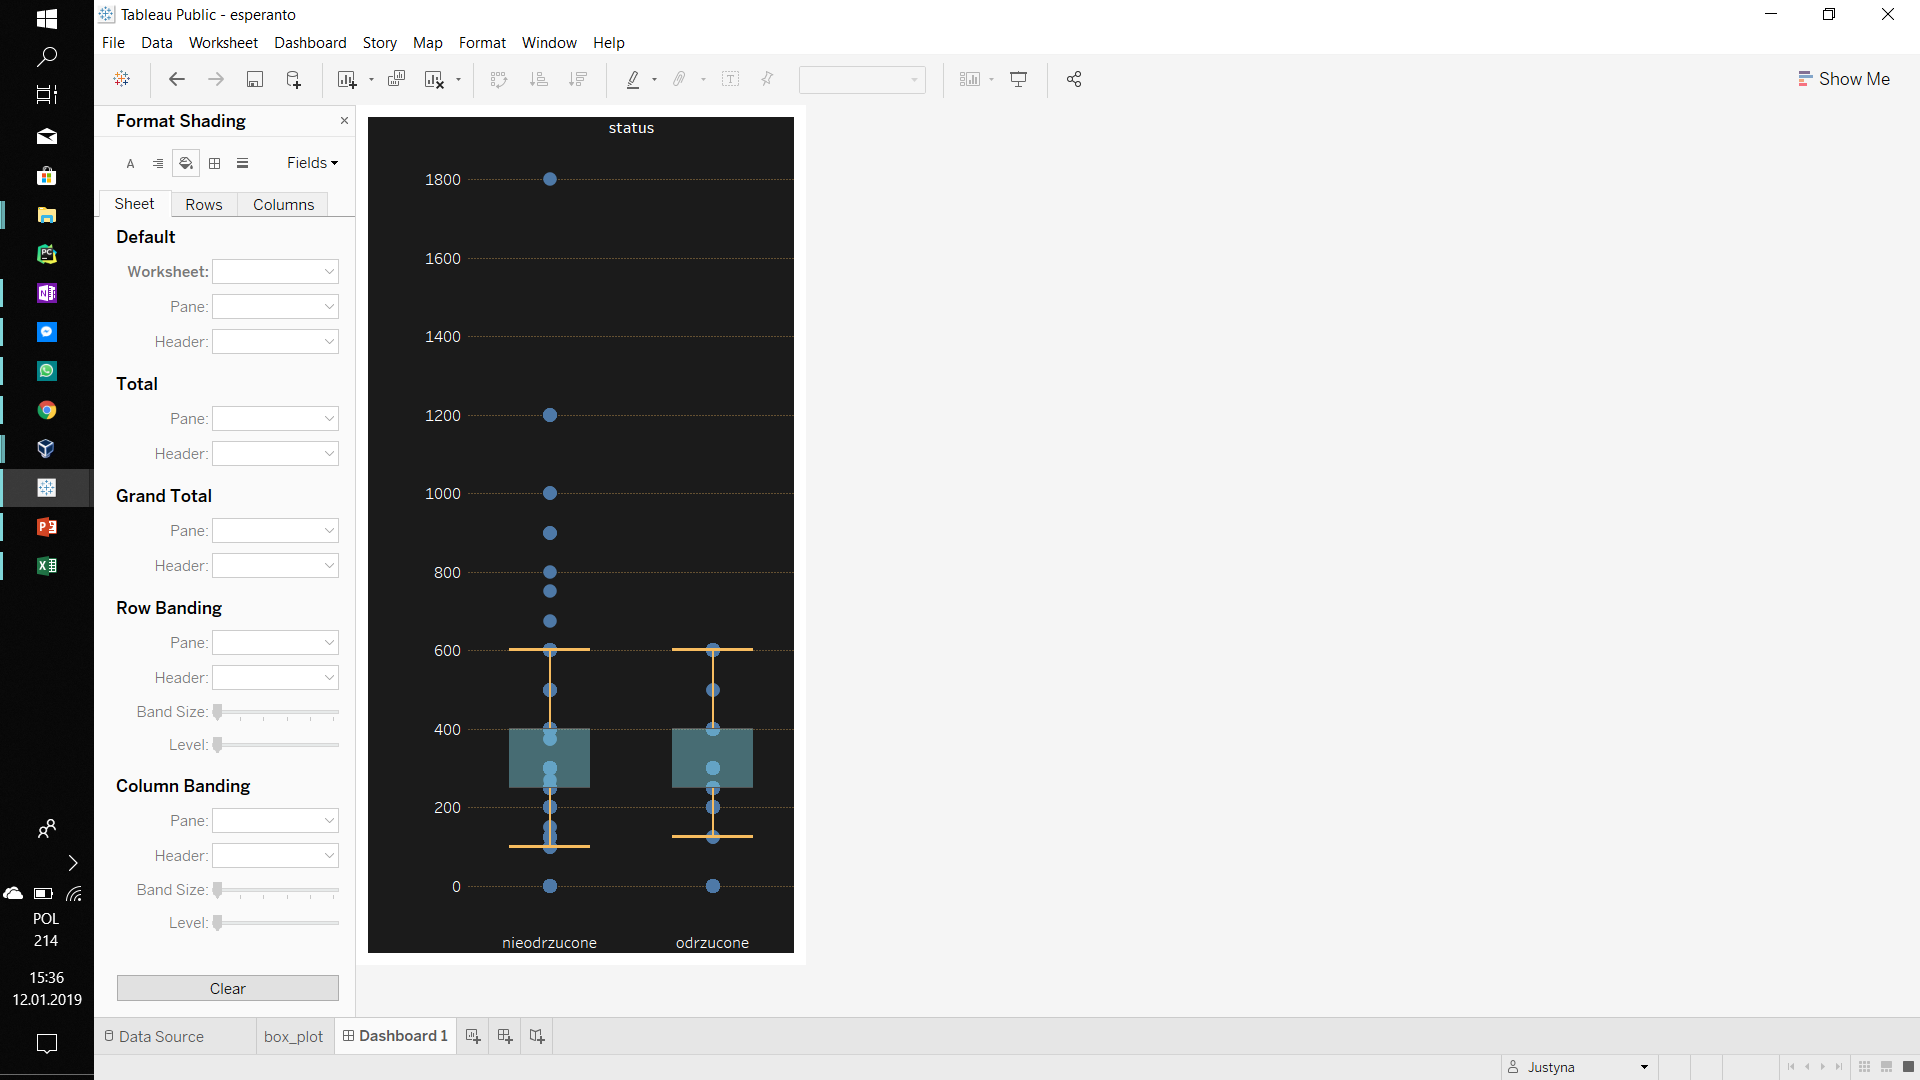 Tableau Public - esperanto
File Data Worksheet Dashboard Story Map Format Window Help
Show Me
Format Shading
A Fields
Sheet Rows Columns
Default
Worksheet:
Pane:
Header:
Total
Pane:
Header:
Grand Total
Pane:
Header:
Row Banding
Pane:
Header:
Band Size:
Level:
Column Banding
Pane:
Header:
Band Size:
Level:
Clear
status
1800
1600
1400
1200
1000
800
600
400
200
0
nieodrzucone odrzucone
Data Source box_plot Dashboard 1
Justyna
POL
214
15:36
12.01.2019